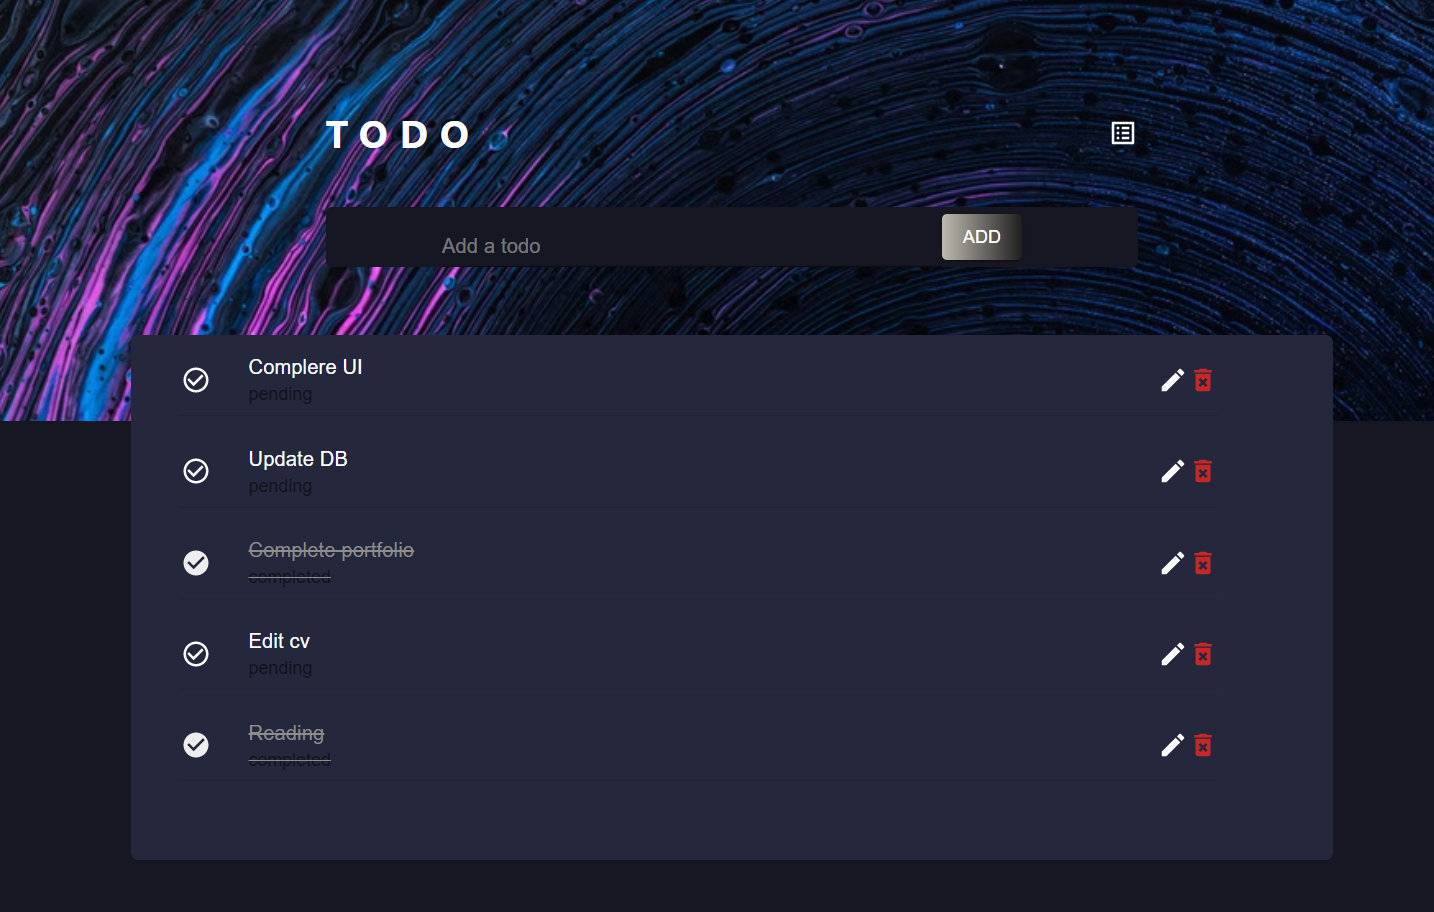 TODO
Add a todo
ADD
Complere UI
pending
Update DB
pending
Complete portfolio
completed
Edit cv
pending
Reading
completed